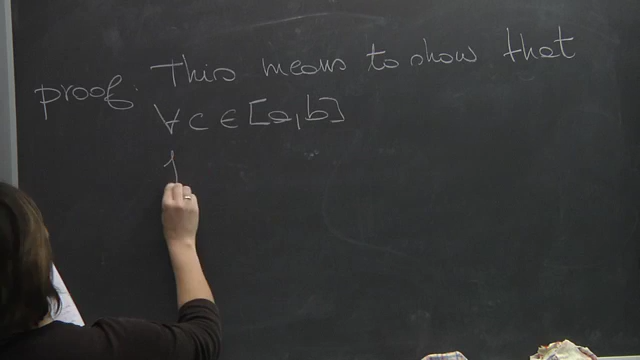 proof. This means to show that
∀ c ∈ [a,b]